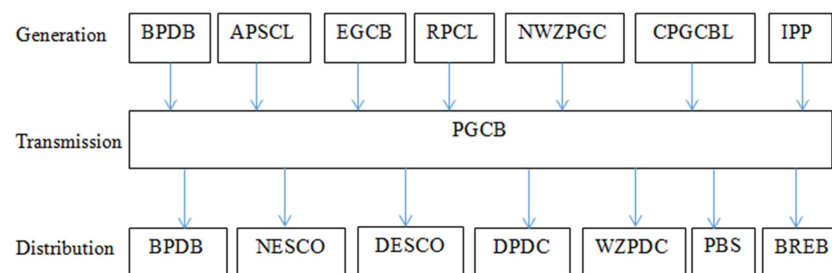 Generation BPDB APSCL EGCB RPCL NWZPGC CPGCBL IPP
Transmission PGCB
Distribution BPDB NESCO DESCO DPDC WZPDC PBS BREB